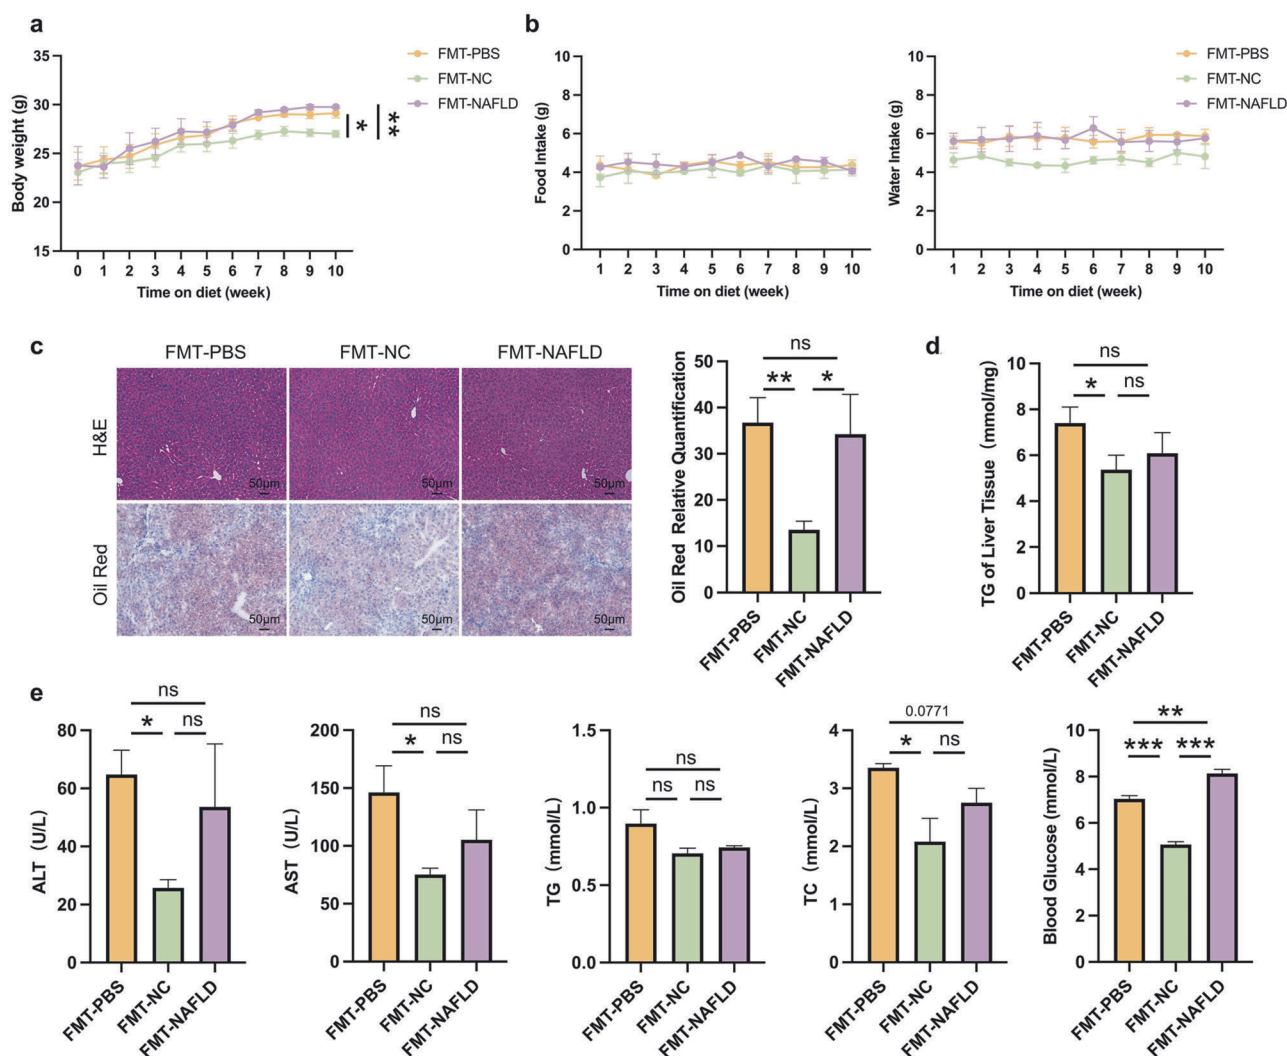 a
35
30
25
20
15
Body weight (g)
0 1 2 3 4 5 6 7 8 9 10
Time on diet (week)
FMT-PBS
FMT-NC
FMT-NAFLD
*
**
b
10
8
6
4
2
0
Food Intake (g)
1 2 3 4 5 6 7 8 9 10
Time on diet (week)
10
8
6
4
2
0
Water Intake (g)
1 2 3 4 5 6 7 8 9 10
Time on diet (week)
FMT-PBS
FMT-NC
FMT-NAFLD
c
FMT-PBS FMT-NC FMT-NAFLD
H&E
50µm 50µm 50µm
Oil Red
50µm 50µm 50µm
Oil Red Relative Quantification
50
40
30
20
10
0
ns
** *
FMT-PBS
FMT-NC
FMT-NAFLD
d
TG of Liver Tissue (mmol/mg)
10
8
6
4
2
0
ns
* ns
FMT-PBS
FMT-NC
FMT-NAFLD
e
ALT (U/L)
80
60
40
20
0
ns
* ns
FMT-PBS
FMT-NC
FMT-NAFLD
AST (U/L)
200
150
100
50
0
ns
* ns
FMT-PBS
FMT-NC
FMT-NAFLD
TG (mmol/L)
1.5
1.0
0.5
0.0
ns
ns ns
FMT-PBS
FMT-NC
FMT-NAFLD
TC (mmol/L)
4
3
2
1
0
0.0771
* ns
FMT-PBS
FMT-NC
FMT-NAFLD
Blood Glucose (mmol/L)
10
8
6
4
2
0
**
*** ***
FMT-PBS
FMT-NC
FMT-NAFLD